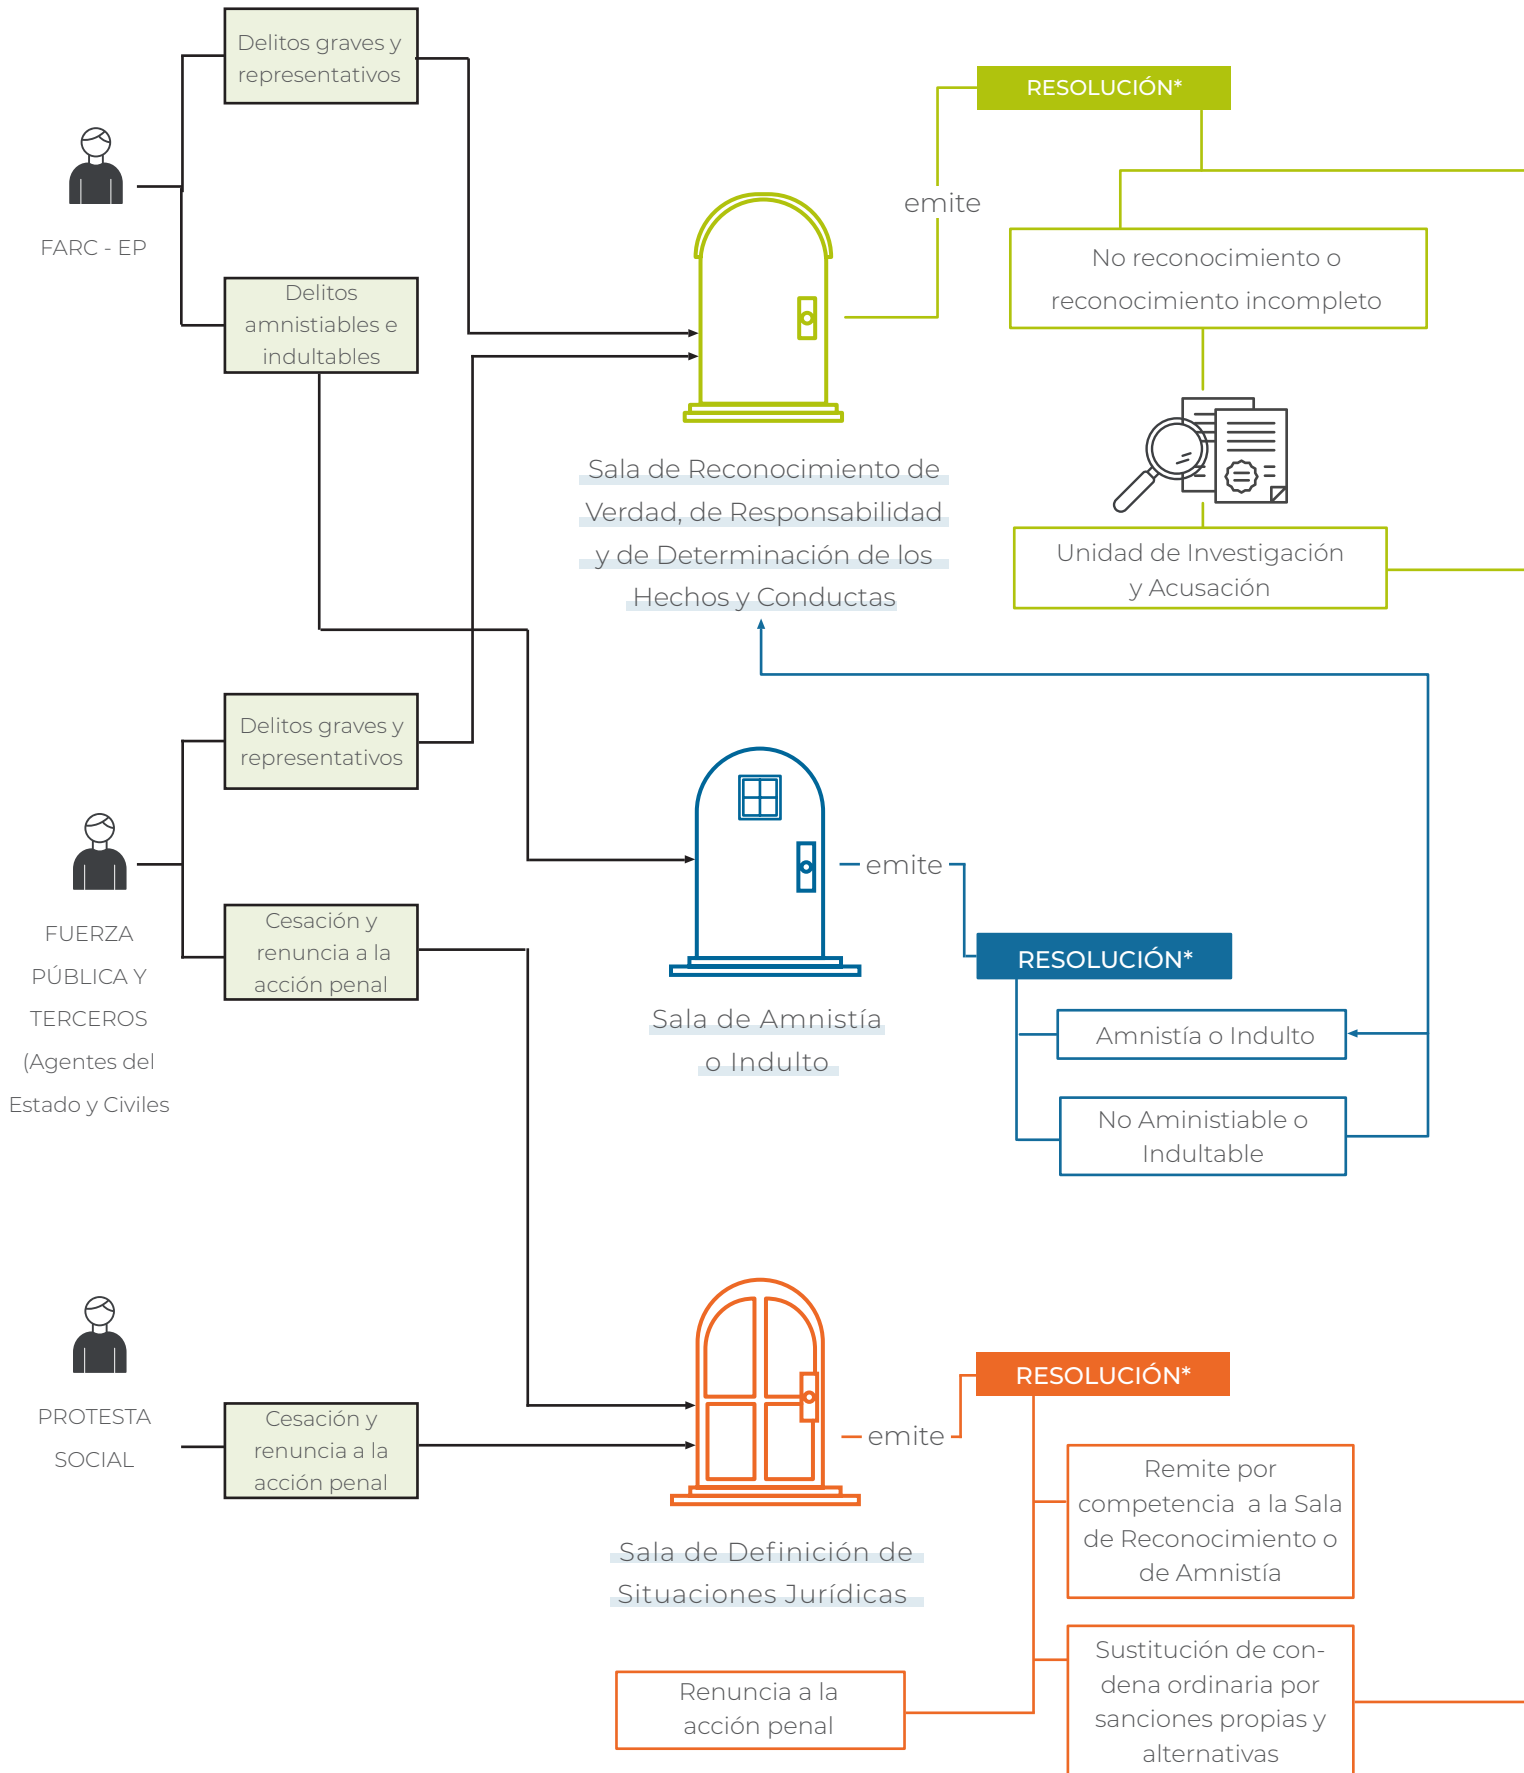 Delitos graves y
representativos
FARC - EP
Delitos
amnistiables e
indultables
RESOLUCIÓN*
emite
No reconocimiento o
reconocimiento incompleto
Sala de Reconocimiento de
Verdad, de Responsabilidad
y de Determinación de los
Hechos y Conductas
Unidad de Investigación
y Acusación
Delitos graves y
representativos
FUERZA
PÚBLICA Y
TERCEROS
(Agentes del
Estado y Civiles
Cesación y
renuncia a la
acción penal
emite
Sala de Amnistía
o Indulto
RESOLUCIÓN*
Amnistía o Indulto
No Aministiable o
Indultable
PROTESTA
SOCIAL
Cesación y
renuncia a la
acción penal
emite
RESOLUCIÓN*
Remite por
competencia a la Sala
de Reconocimiento o
de Amnistía
Sala de Definición de
Situaciones Jurídicas
Renuncia a la
acción penal
Sustitución de con-
dena ordinaria por
sanciones propias y
alternativas